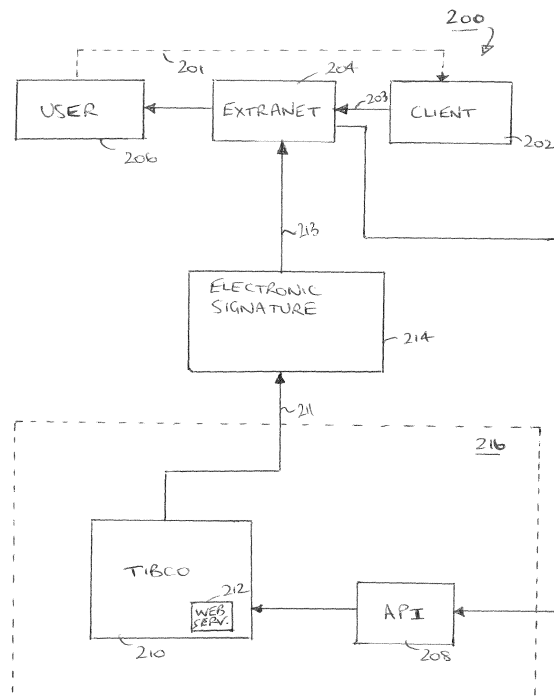 200
201
204
203
USER
EXTRANET
CLIENT
206
202
213
ELECTRONIC
SIGNATURE
214
211
216
TIBCO
212
WEB
SERV.
API
210
208